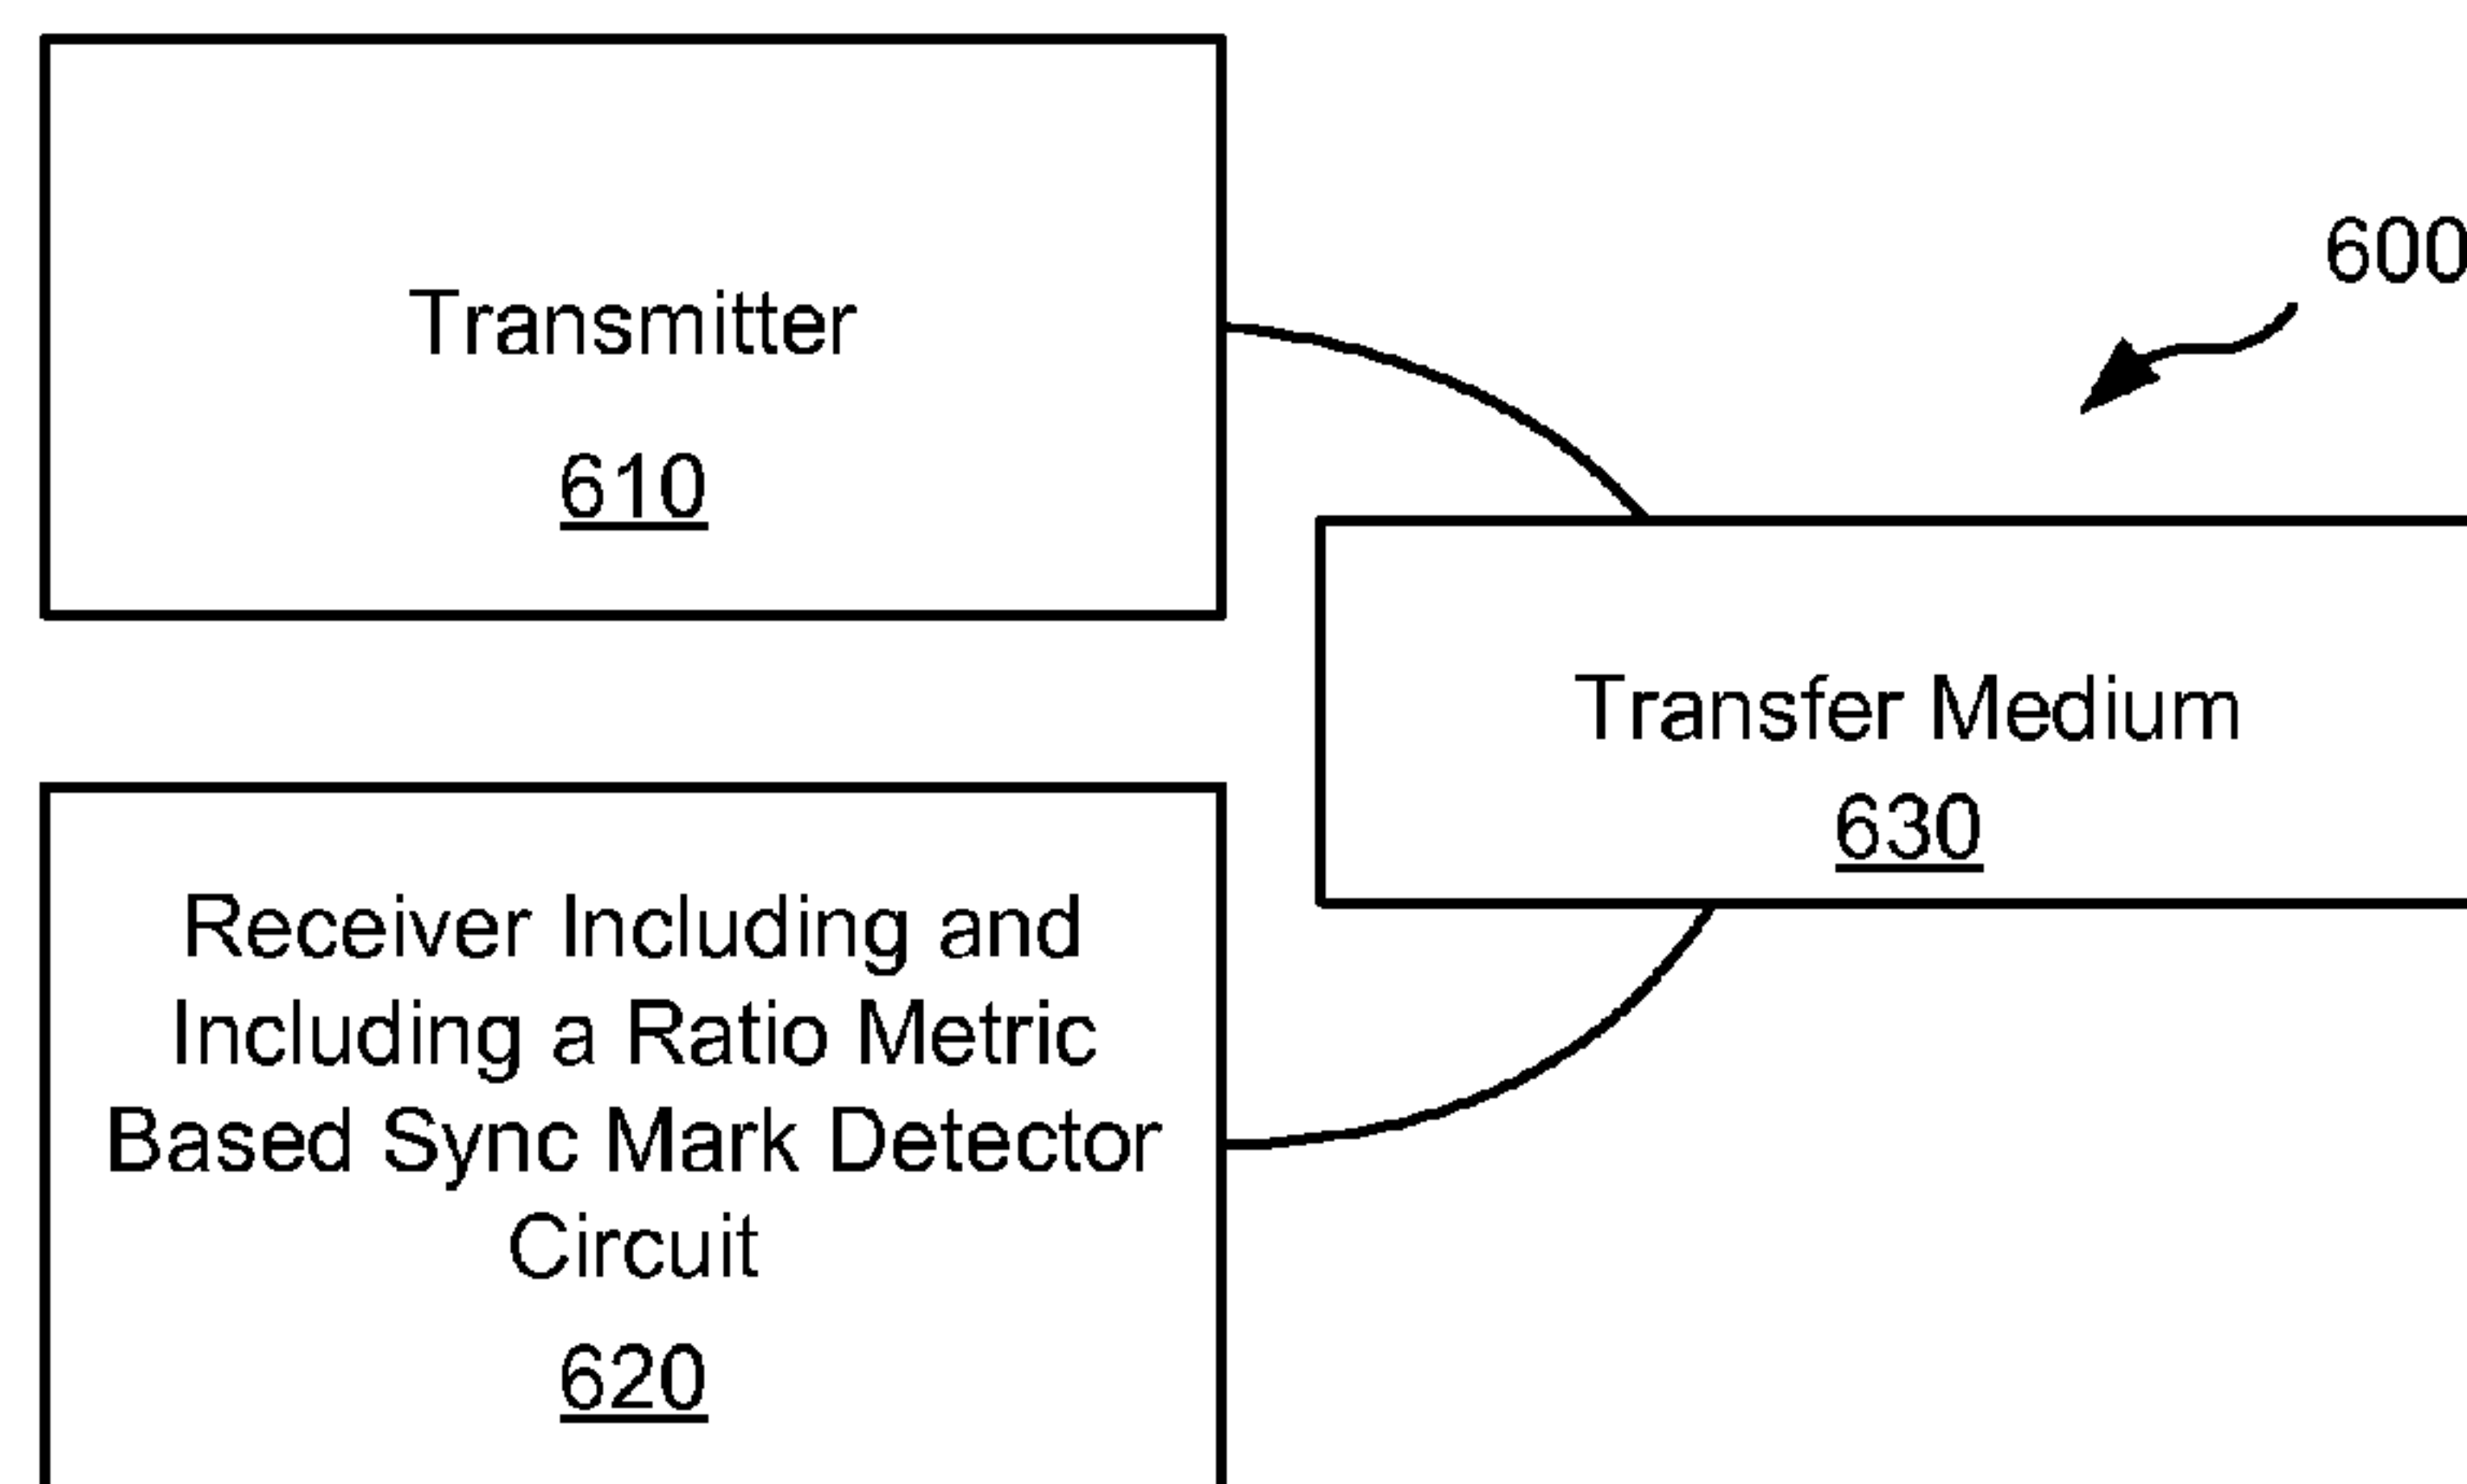 Transmitter
610
600
Transfer Medium
630
Receiver Including and
Including a Ratio Metric
Based Sync Mark Detector
Circuit
620